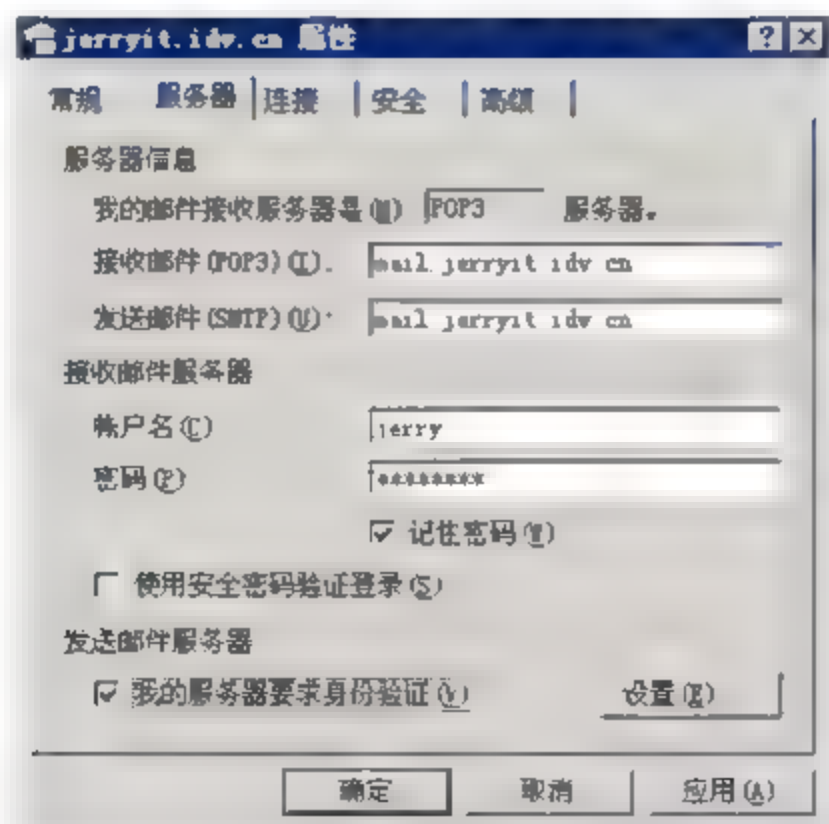 jerryit.idv.cn 属性
常规 服务器 连接 安全 高级
服务器信息
我的邮件接收服务器是(M) POP3 服务器。
接收邮件(POP3)(I):
mail.jerryit.idv.cn
发送邮件(SMTP)(U):
mail.jerryit.idv.cn
接收邮件服务器
帐户名(C)
jerry
密码(P)
********
记住密码(W)
使用安全密码验证登录(S)
发送邮件服务器
我的服务器要求身份验证(V) 设置(E)
确定 取消 应用(A)